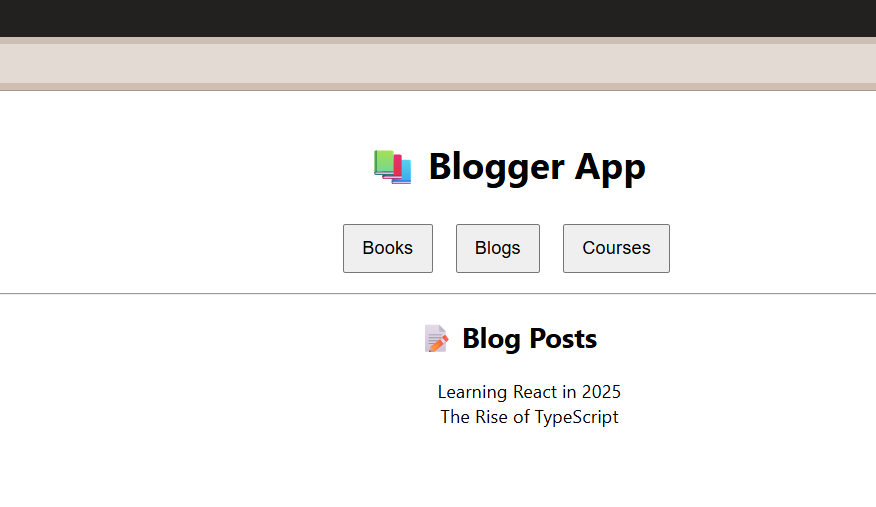 📚 Blogger App
Books Blogs Courses
📝 Blog Posts
Learning React in 2025
The Rise of TypeScript